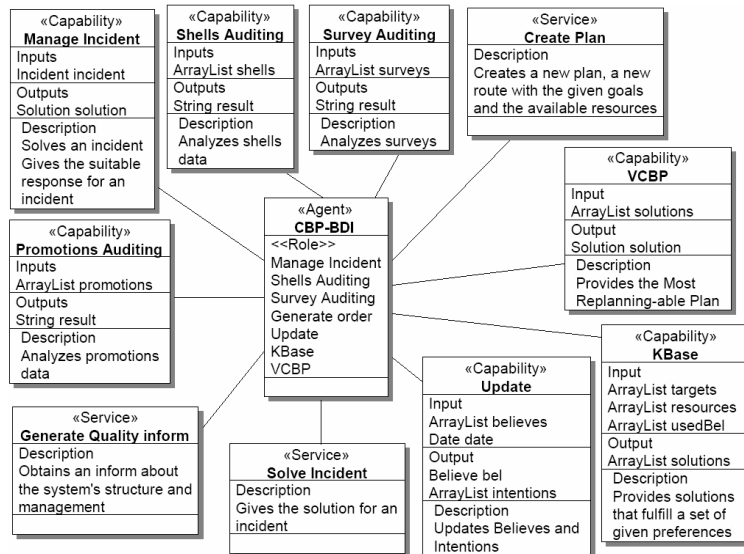 «Capability»
Manage Incident
Inputs
Incident incident
Outputs
Solution solution
Description
Solves an incident
Gives the suitable
response for an
incident
«Capability»
Shells Auditing
Inputs
ArrayList shells
Outputs
String result
Description
Analyzes shells
data
«Capability»
Survey Auditing
Inputs
ArrayList surveys
Outputs
String result
Description
Analyzes surveys
«Service»
Create Plan
Description
Creates a new plan, a new
route with the given goals
and the available resources
«Capability»
VCBP
Input
ArrayList solutions
Output
Solution solution
Description
Provides the Most
Replanning-able Plan
«Agent»
CBP-BDI
<<Role>>
Manage Incident
Shells Auditing
Survey Auditing
Generate order
Update
KBase
VCBP
«Capability»
Promotions Auditing
Inputs
ArrayList promotions
Outputs
String result
Description
Analyzes promotions
data
«Capability»
KBase
Input
ArrayList targets
ArrayList resources
ArrayList usedBel
Output
ArrayList solutions
Description
Provides solutions
that fulfill a set of
given preferences
«Capability»
Update
Input
ArrayList believes
Date date
Output
Believe bel
ArrayList intentions
Description
Updates Believes and
Intentions
«Service»
Generate Quality inform
Description
Obtains an inform about
the system's structure and
management
«Service»
Solve Incident
Description
Gives the solution for an
incident